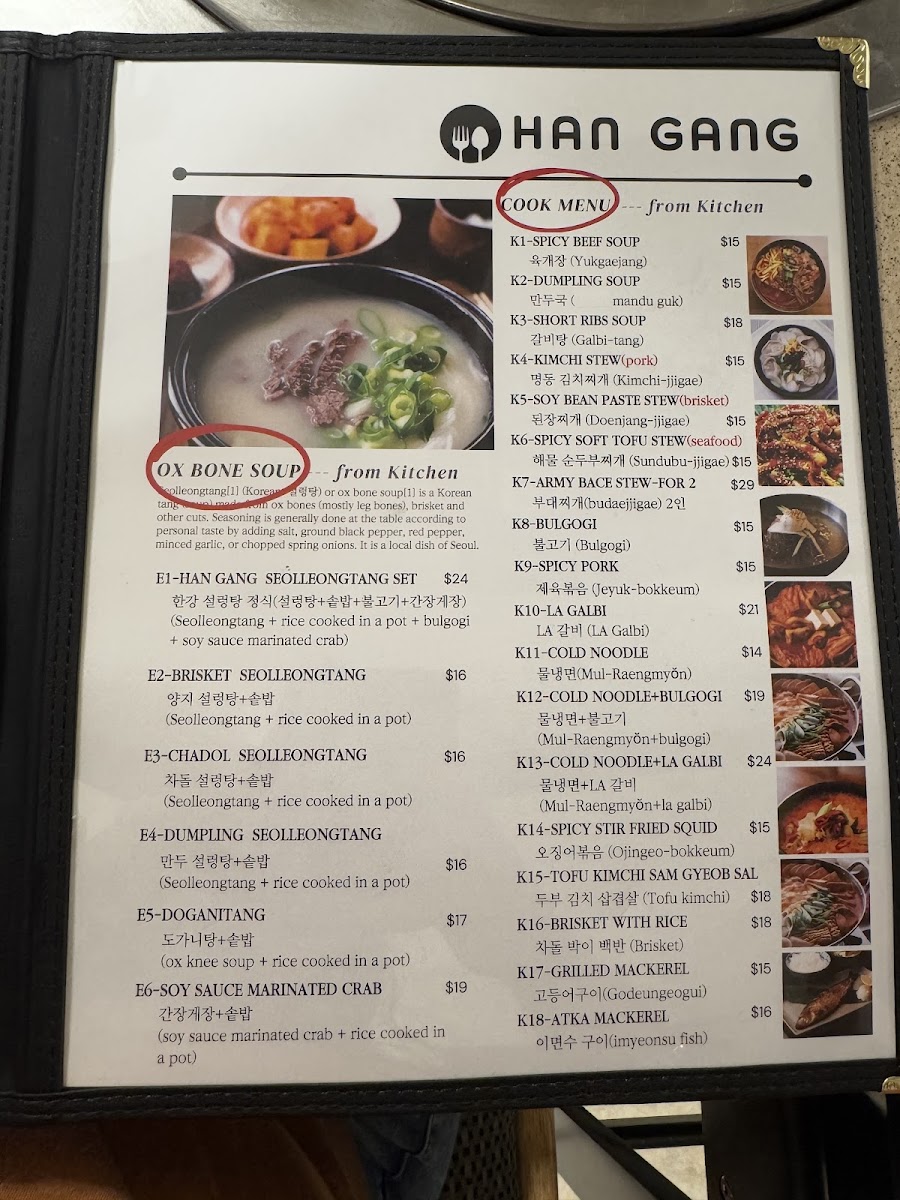 HAN GANG
OX BONE SOUP --- from Kitchen
Seolleongtang[1] (Korean: 설렁탕) or ox bone soup[1] is a Korean
tang (soup) made from ox bones (mostly leg bones), brisket and
other cuts. Seasoning is generally done at the table according to
personal taste by adding salt, ground black pepper, red pepper,
minced garlic, or chopped spring onions. It is a local dish of Seoul.
E1-HAN GANG SEOLLEONGTANG SET $24
한강 설렁탕 정식(설렁탕+솥밥+불고기+간장게장)
(Seolleongtang + rice cooked in a pot + bulgogi
+ soy sauce marinated crab)
E2-BRISKET SEOLLEONGTANG $16
양지 설렁탕+솥밥
(Seolleongtang + rice cooked in a pot)
E3-CHADOL SEOLLEONGTANG $16
차돌 설렁탕+솥밥
(Seolleongtang + rice cooked in a pot)
E4-DUMPLING SEOLLEONGTANG
만두 설렁탕+솥밥 $16
(Seolleongtang + rice cooked in a pot)
E5-DOGANITANG $17
도가니탕+솥밥
(ox knee soup + rice cooked in a pot)
E6-SOY SAUCE MARINATED CRAB $19
간장게장+솥밥
(soy sauce marinated crab + rice cooked in
a pot)
COOK MENU --- from Kitchen
K1-SPICY BEEF SOUP $15
육개장 (Yukgaejang)
K2-DUMPLING SOUP $15
만두국 ( mandu guk)
K3-SHORT RIBS SOUP $18
갈비탕 (Galbi-tang)
K4-KIMCHI STEW(pork) $15
명동 김치찌개 (Kimchi-jjigae)
K5-SOY BEAN PASTE STEW(brisket)
된장찌개 (Doenjang-jjigae) $15
K6-SPICY SOFT TOFU STEW(seafood)
해물 순두부찌개 (Sundubu-jjigae) $15
K7-ARMY BACE STEW-FOR 2 $29
부대찌개(budaejjigae) 2인
K8-BULGOGI $15
불고기 (Bulgogi)
K9-SPICY PORK $15
제육볶음 (Jeyuk-bokkeum)
K10-LA GALBI $21
LA 갈비 (LA Galbi)
K11-COLD NOODLE $14
물냉면(Mul-Raengmyŏn)
K12-COLD NOODLE+BULGOGI $19
물냉면+불고기
(Mul-Raengmyŏn+bulgogi)
K13-COLD NOODLE+LA GALBI $24
물냉면+LA 갈비
(Mul-Raengmyŏn+la galbi)
K14-SPICY STIR FRIED SQUID $15
오징어볶음 (Ojingeo-bokkeum)
K15-TOFU KIMCHI SAM GYEOB SAL
두부 김치 삽겹살 (Tofu kimchi) $18
K16-BRISKET WITH RICE $18
차돌 박이 백반 (Brisket)
K17-GRILLED MACKEREL $15
고등어구이(Godeungeogui)
K18-ATKA MACKEREL $16
이면수 구이(imyeonsu fish)